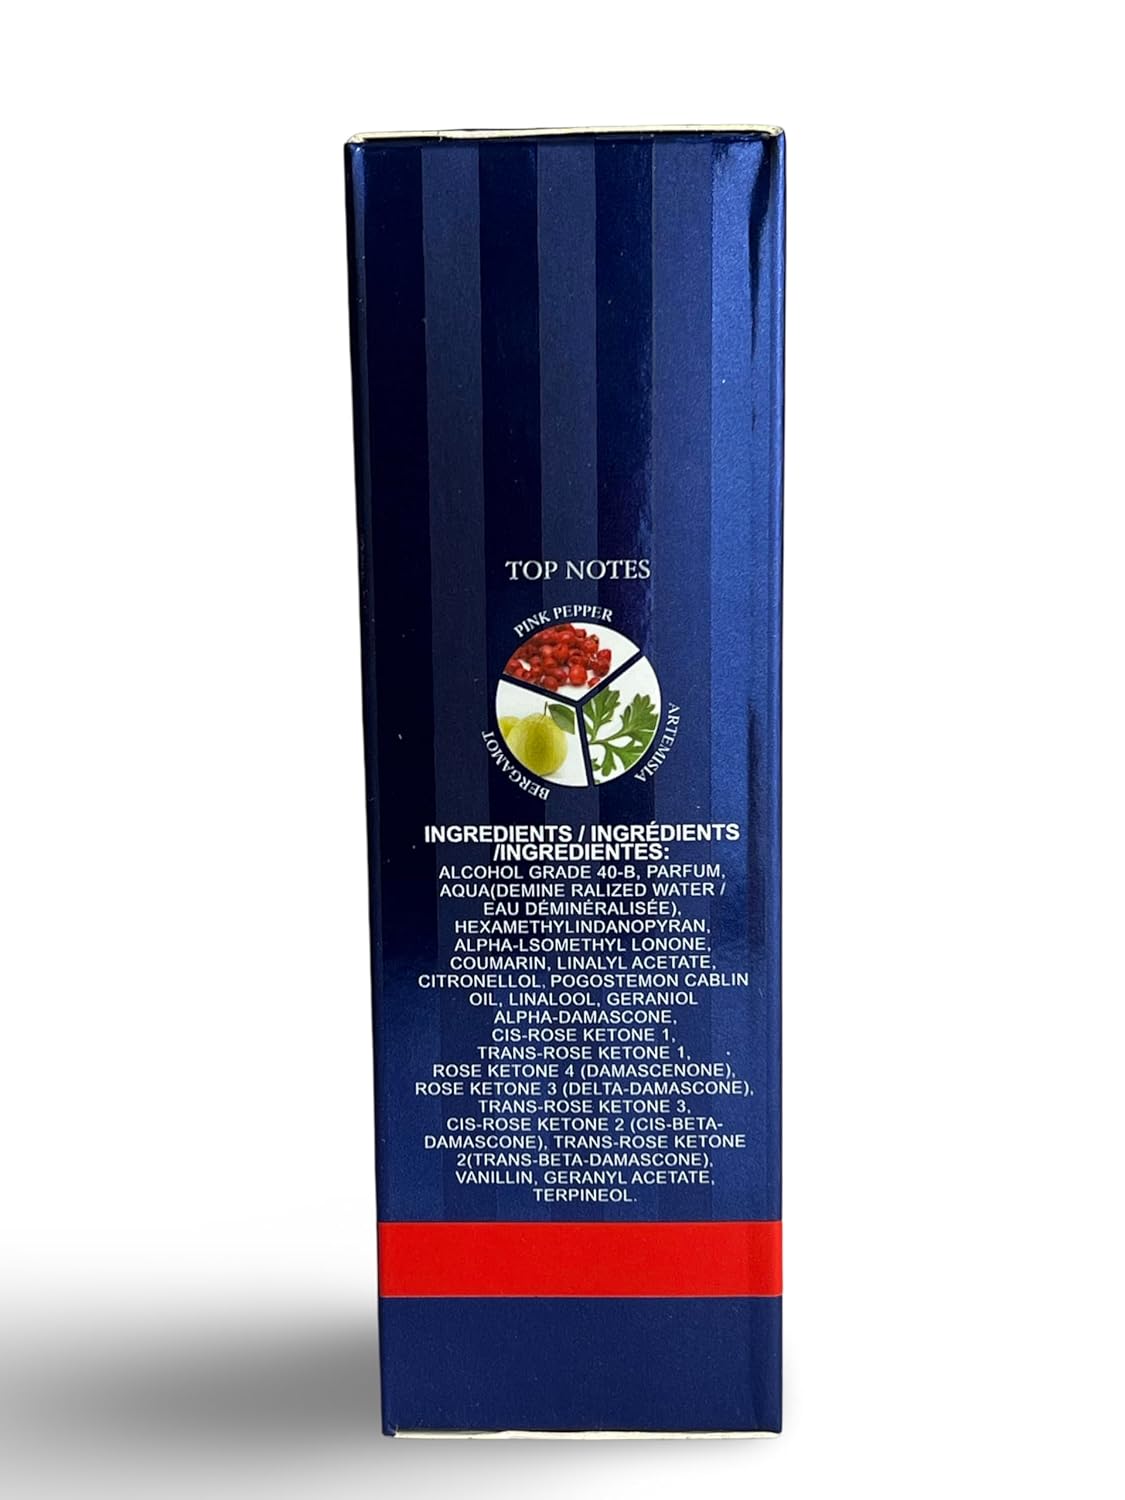 TOP NOTES
PINK PEPPER
ARTEMISIA
BERGAMOT
INGREDIENTS / INGRÉDIENTS
/INGREDIENTES:
ALCOHOL GRADE 40-B, PARFUM,
AQUA(DEMINE RALIZED WATER /
EAU DÉMINÉRALISÉE),
HEXAMETHYLINDANOPYRAN,
ALPHA-LSOMETHYL LONONE,
COUMARIN, LINALYL ACETATE,
CITRONELLOL, POGOSTEMON CABLIN
OIL, LINALOOL, GERANIOL
ALPHA-DAMASCONE,
CIS-ROSE KETONE 1,
TRANS-ROSE KETONE 1,
ROSE KETONE 4 (DAMASCENONE),
ROSE KETONE 3 (DELTA-DAMASCONE),
TRANS-ROSE KETONE 3,
CIS-ROSE KETONE 2 (CIS-BETA-
DAMASCONE), TRANS-ROSE KETONE
2(TRANS-BETA-DAMASCONE),
VANILLIN, GERANYL ACETATE,
TERPINEOL.